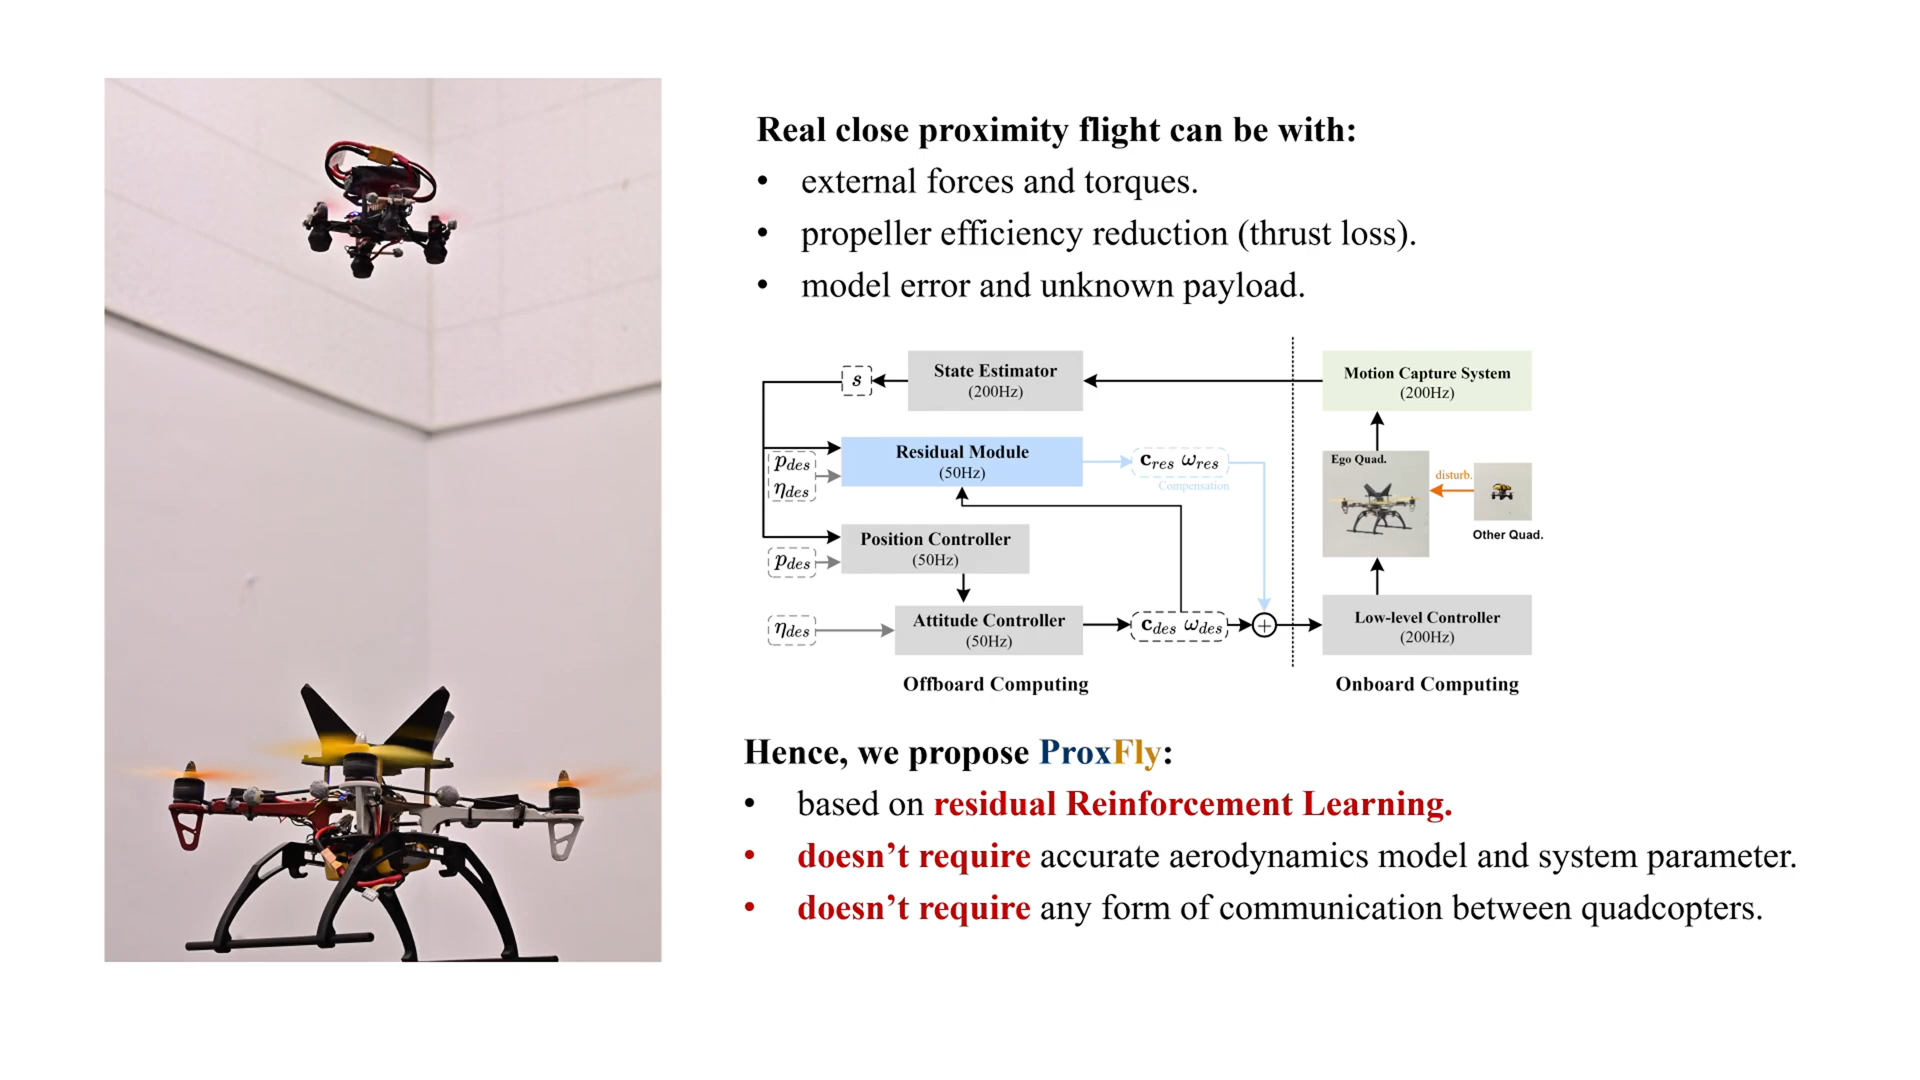 Real close proximity flight can be with:
• external forces and torques.
• propeller efficiency reduction (thrust loss).
• model error and unknown payload.
s
State Estimator
(200Hz)
Motion Capture System
(200Hz)
Residual Module
(50Hz)
p_des
η_des
c_res ω_res
Compensation
Ego Quad.
disturb.
Other Quad.
Position Controller
(50Hz)
p_des
Attitude Controller
(50Hz)
η_des
c_des ω_des
+
Low-level Controller
(200Hz)
Offboard Computing
Onboard Computing
Hence, we propose ProxFly:
• based on residual Reinforcement Learning.
• doesn’t require accurate aerodynamics model and system parameter.
• doesn’t require any form of communication between quadcopters.